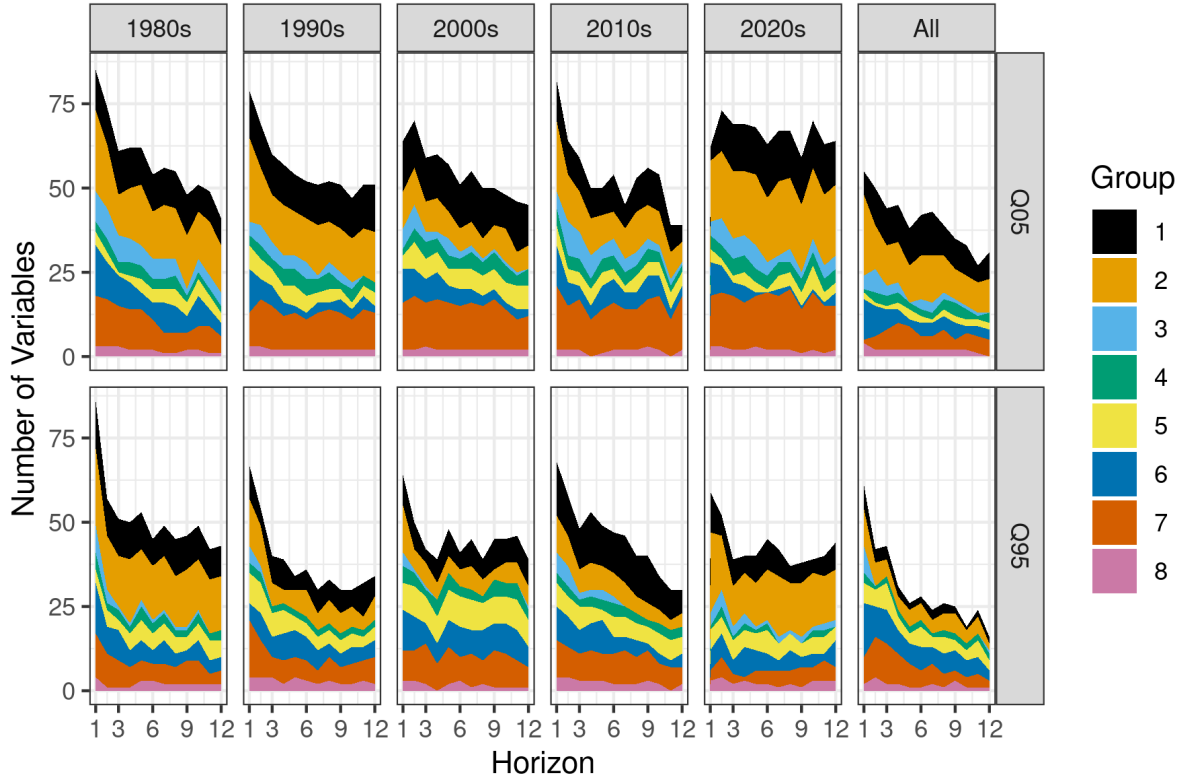 1980s 1990s 2000s 2010s 2020s All
Number of Variables
75
50
25
0
Q05
75
50
25
0
Q95
1 3 6 9 12 1 3 6 9 12 1 3 6 9 12 1 3 6 9 12 1 3 6 9 12 1 3 6 9 12
Horizon
Group
1
2
3
4
5
6
7
8